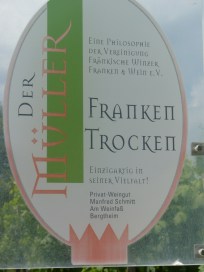 DER MÜLLER
EINE PHILOSOPHIE
DER VEREINIGUNG
FRÄNKISCHE WINZER
FRANKEN & WEIN E.V.
FRANKEN
TROCKEN
EINZIGARTIG IN
SEINER VIELFALT!
Privat-Weingut
Manfred Schmitt
Am Weinfaß
Bergtheim